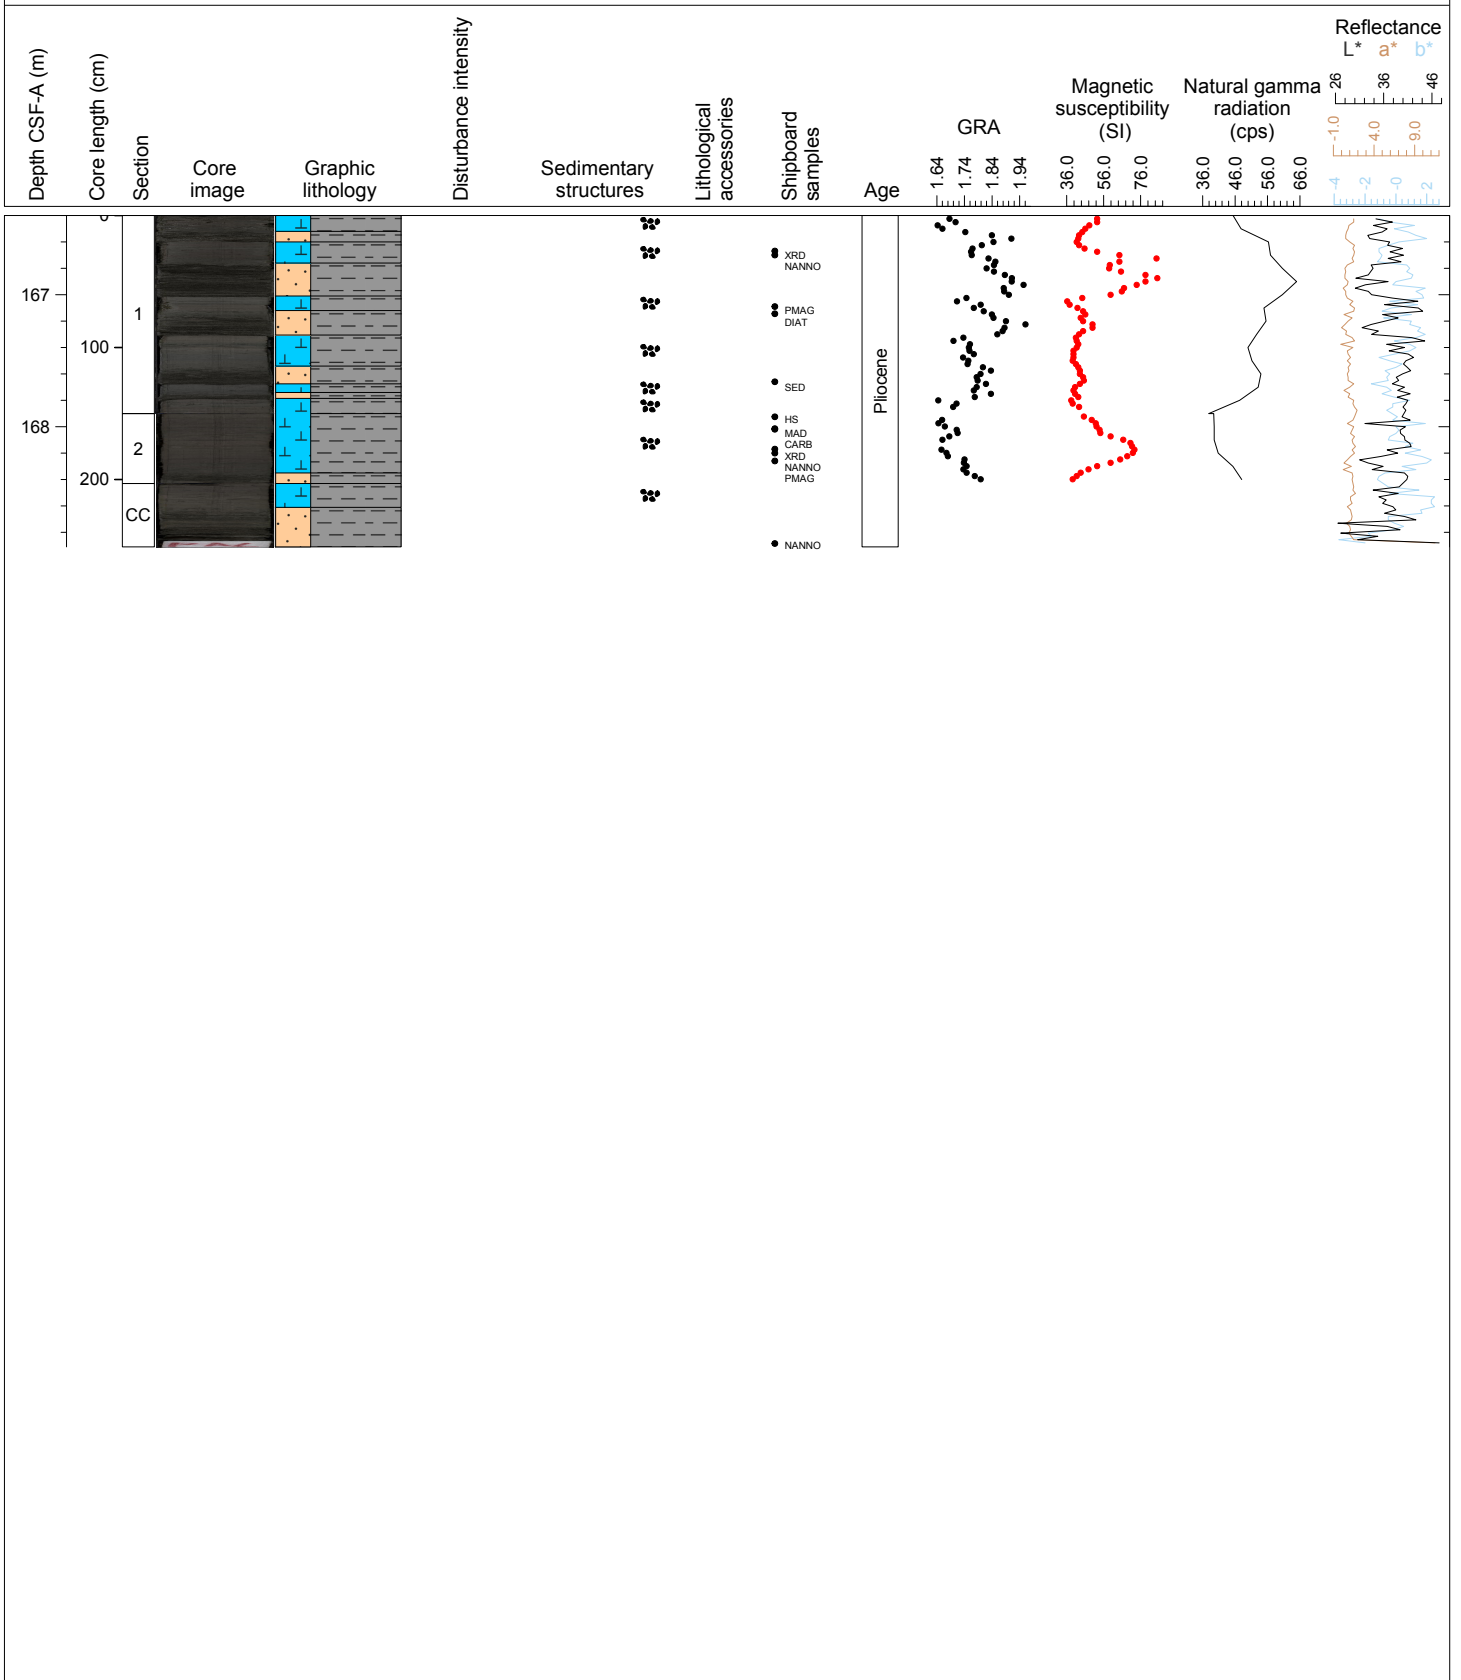 Depth CSF-A (m)
Core length (cm)
Section
Core
image
Graphic
lithology
Disturbance intensity
Sedimentary
structures
Lithological
accessories
Shipboard
samples
Age
GRA
1.64 1.74 1.84 1.94
Magnetic
susceptibility
(SI)
36.0 56.0 76.0
Natural gamma
radiation
(cps)
36.0 46.0 56.0 66.0
Reflectance
L* a* b*
26 36 46
-1.0 4.0 9.0
-4 -2 -0 2
0
XRD
NANNO
167
1
PMAG
DIAT
100
Pliocene
SED
HS
168
MAD
2
CARB
XRD
NANNO
200
PMAG
CC
NANNO